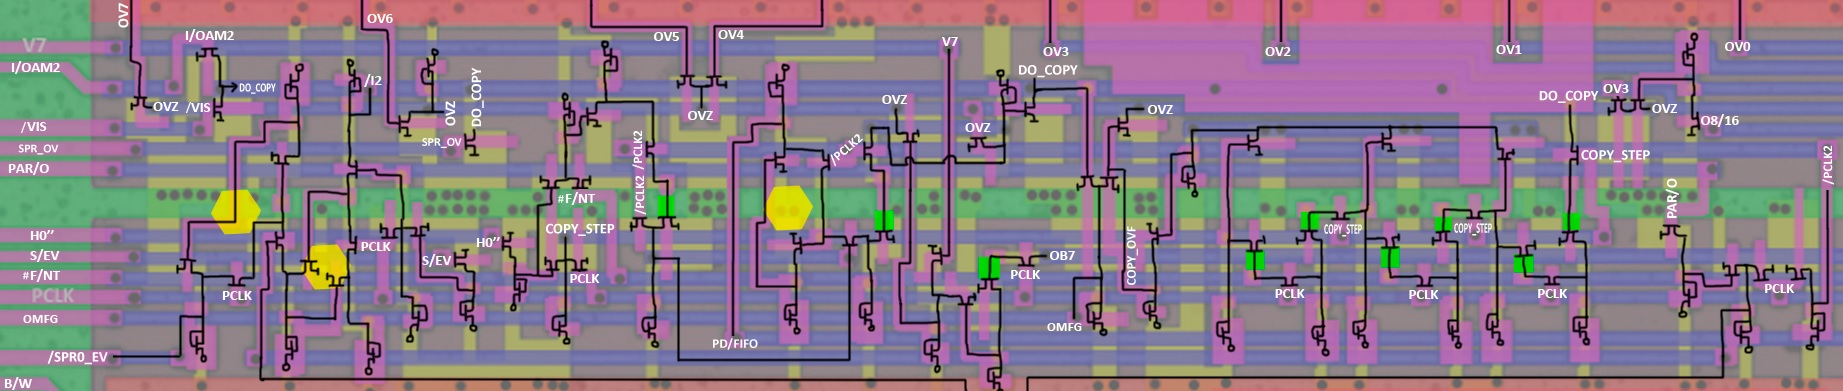 OV7
OV6
OV5
OV4
V7
OV3
OV2
OV1
OV0
V7
I/OAM2
I/OAM2
DO_COPY
OVZ
/VIS
/I2
OVZ
DO_COPY
SPR_OV
OVZ
OVZ
DO_COPY
OVZ
OVZ
DO_COPY
OV3
OVZ
O8/16
/VIS
SPR_OV
PAR/O
/PCLK2
/PCLK2
/PCLK2
COPY_STEP
/PCLK2
#F/NT
PAR/O
H0''
S/EV
#F/NT
PCLK
OMFG
/SPR0_EV
B/W
PCLK
PCLK
S/EV
H0''
COPY_STEP
PCLK
PD/FIFO
PCLK
OB7
OMFG
COPY_OVF
COPY_STEP
COPY_STEP
PCLK
PCLK
PCLK
PCLK